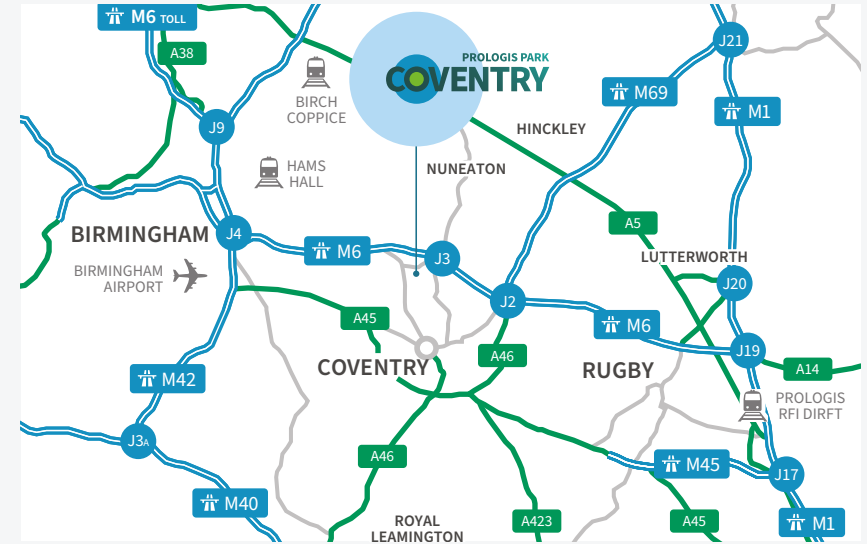 M6 TOLL
A38
J9
BIRCH
COPPICE
HAMS
HALL
PROLOGIS PARK
COVENTRY
NUNEATON
HINCKLEY
M69
J21
M1
A5
BIRMINGHAM
J4
BIRMINGHAM
AIRPORT
M6
J3
J2
LUTTERWORTH
J20
A45
COVENTRY
A46
M6
J19
RUGBY
A14
M42
J3A
PROLOGIS
RFI DIRFT
A46
M45
J17
M40
ROYAL
LEAMINGTON
A423
A45
M1